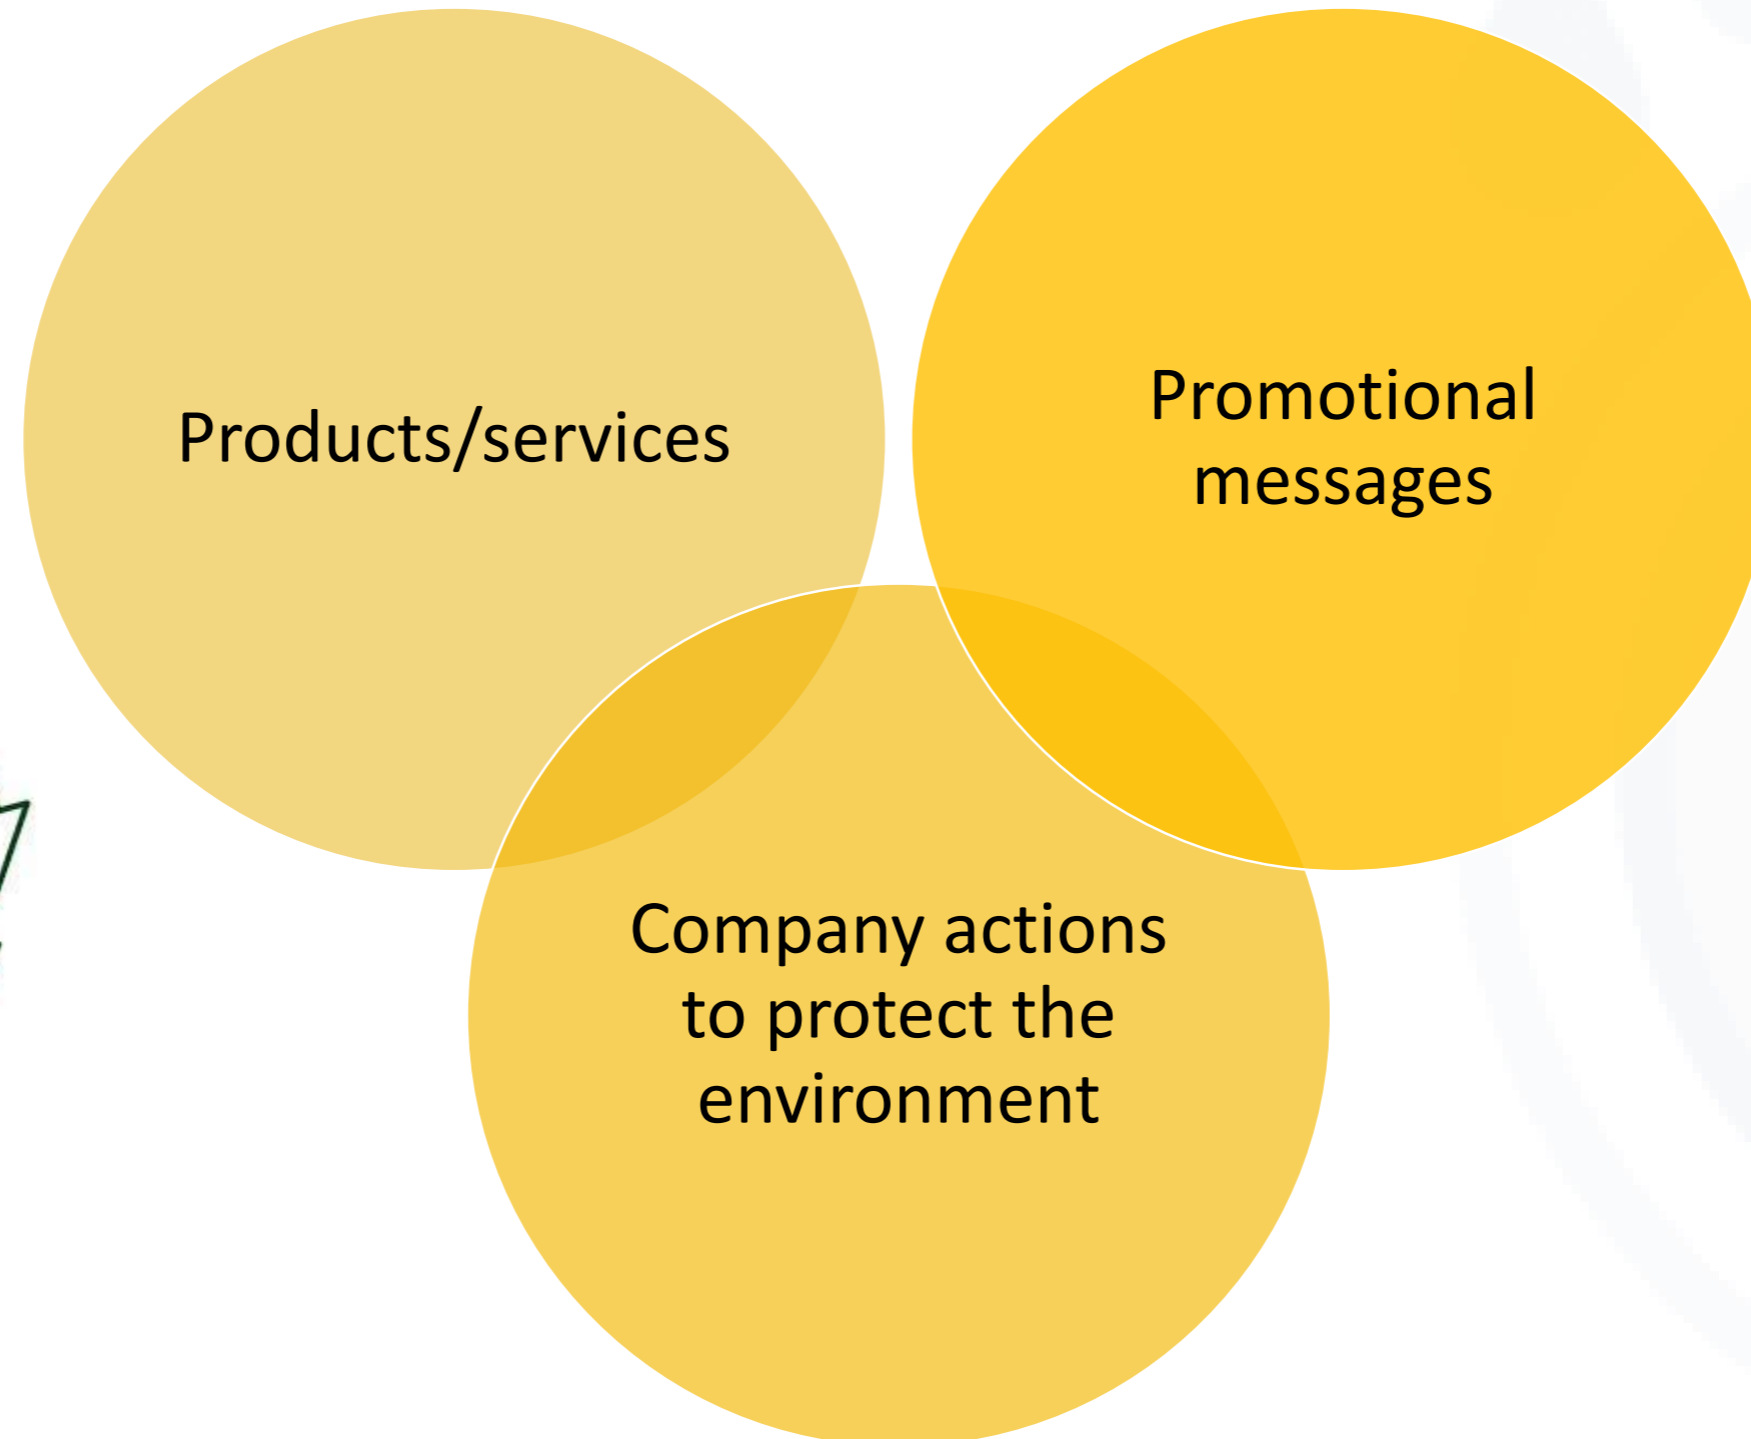 Products/services
Promotional
messages
Company actions
to protect the
environment